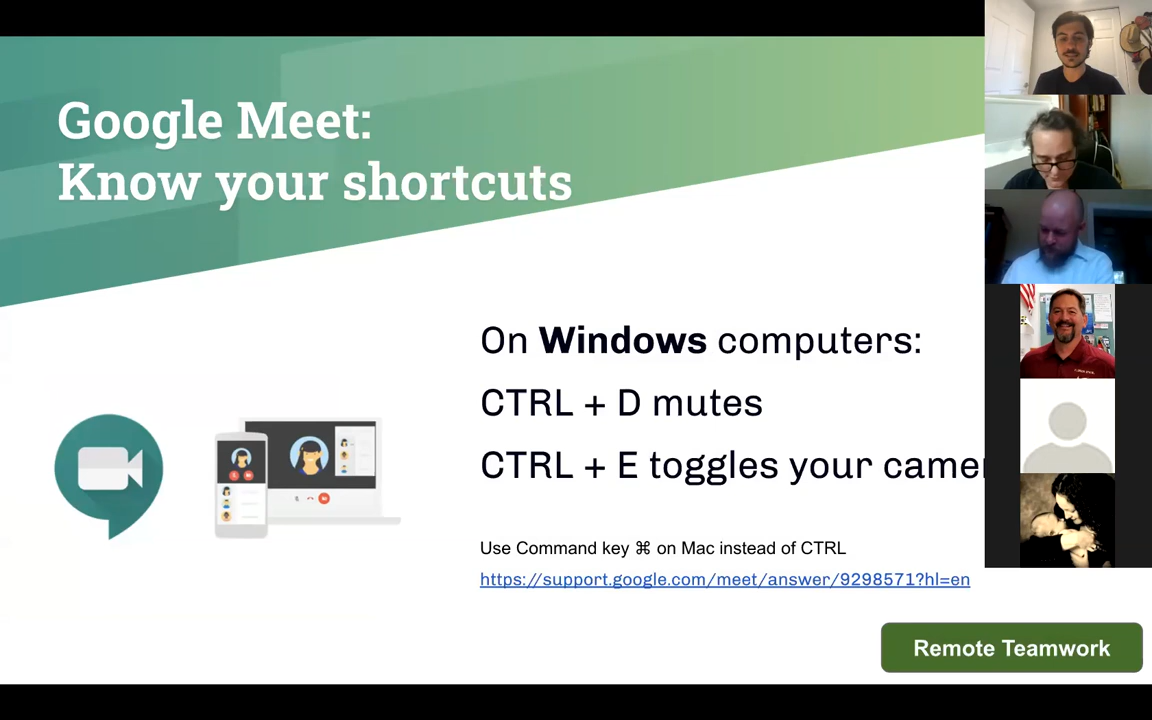 Google Meet:
Know your shortcuts
On Windows computers:
CTRL + D mutes
CTRL + E toggles your camer
Use Command key ⌘ on Mac instead of CTRL
https://support.google.com/meet/answer/9298571?hl=en
Remote Teamwork